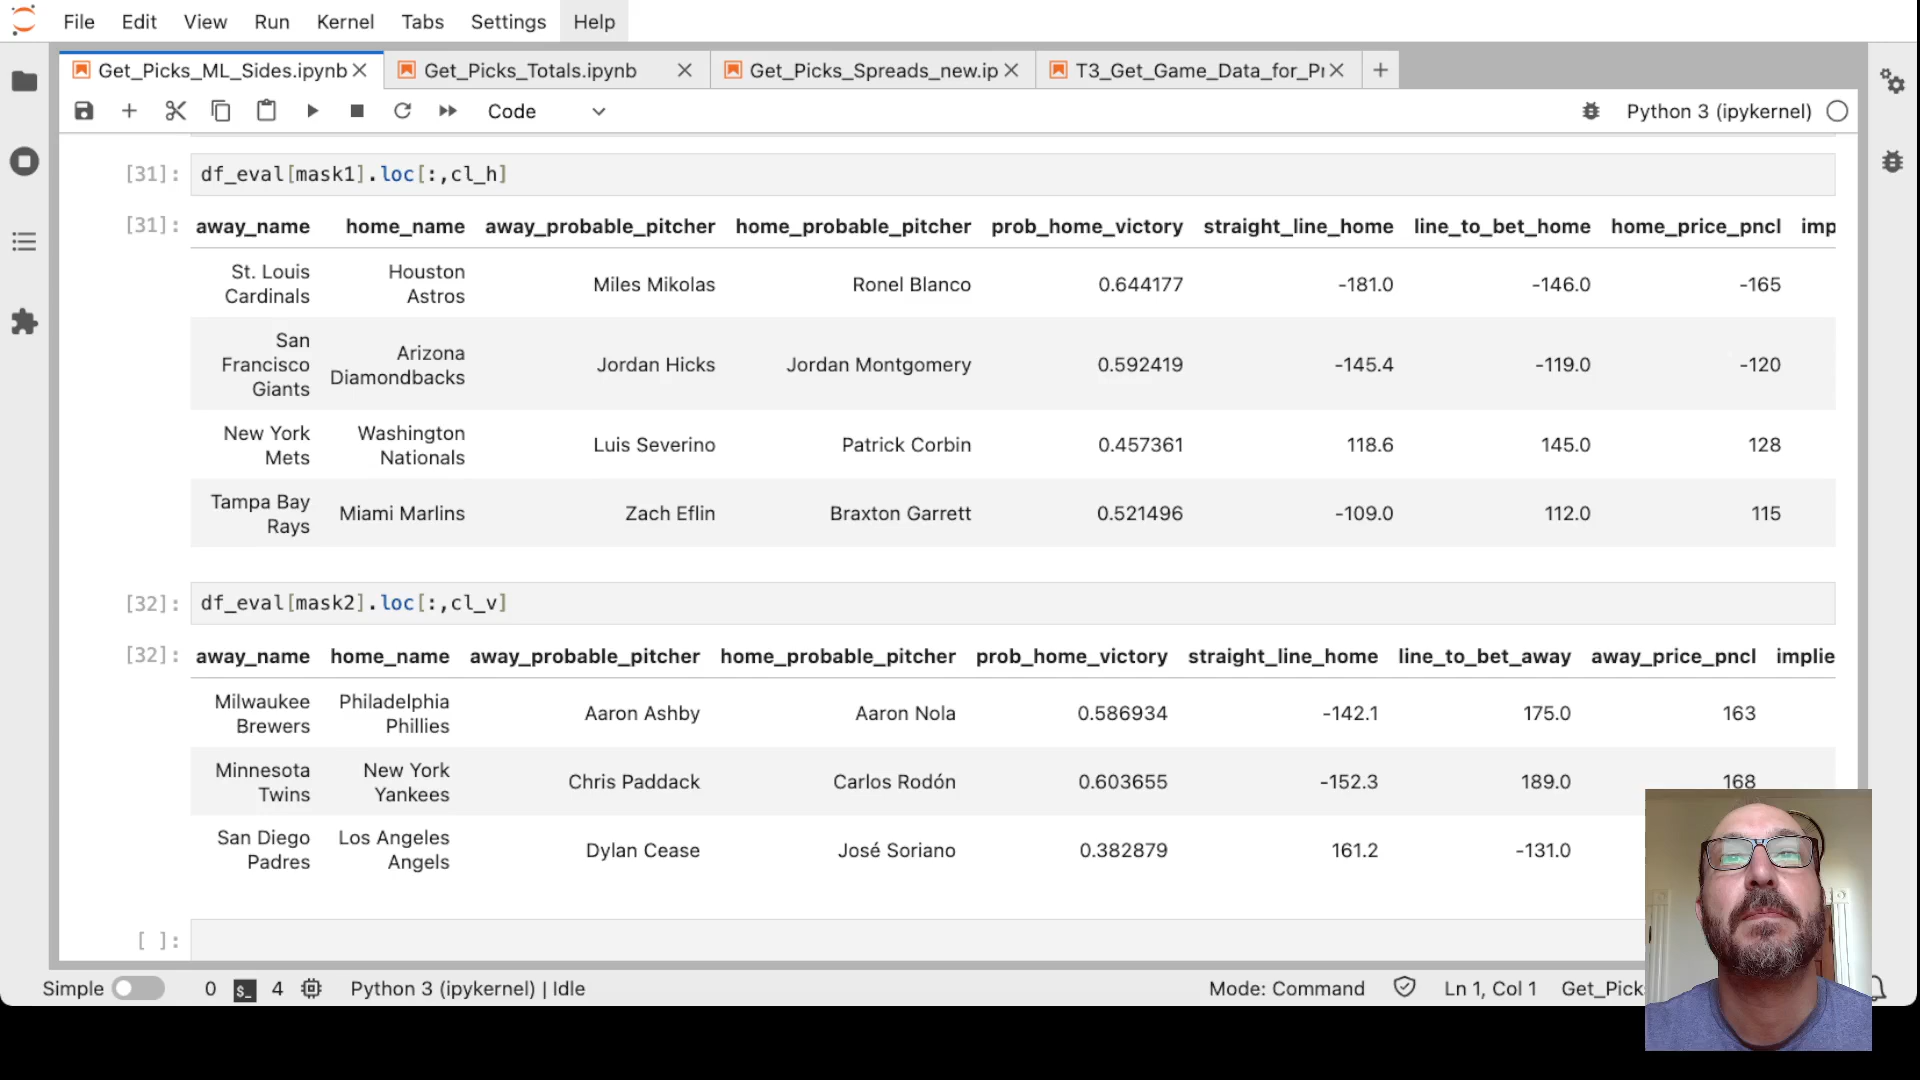 File Edit View Run Kernel Tabs Settings Help
Get_Picks_ML_Sides.ipynb Get_Picks_Totals.ipynb Get_Picks_Spreads_new.ip T3_Get_Game_Data_for_Pr
Code Python 3 (ipykernel)
[31]: df_eval[mask1].loc[:,cl_h]
[31]: away_name home_name away_probable_pitcher home_probable_pitcher prob_home_victory straight_line_home line_to_bet_home home_price_pncl imp
St. Louis Cardinals Houston Astros Miles Mikolas Ronel Blanco 0.644177 -181.0 -146.0 -165
San Francisco Giants Arizona Diamondbacks Jordan Hicks Jordan Montgomery 0.592419 -145.4 -119.0 -120
New York Mets Washington Nationals Luis Severino Patrick Corbin 0.457361 118.6 145.0 128
Tampa Bay Rays Miami Marlins Zach Eflin Braxton Garrett 0.521496 -109.0 112.0 115
[32]: df_eval[mask2].loc[:,cl_v]
[32]: away_name home_name away_probable_pitcher home_probable_pitcher prob_home_victory straight_line_home line_to_bet_away away_price_pncl implie
Milwaukee Brewers Philadelphia Phillies Aaron Ashby Aaron Nola 0.586934 -142.1 175.0 163
Minnesota Twins New York Yankees Chris Paddack Carlos Rodón 0.603655 -152.3 189.0 168
San Diego Padres Los Angeles Angels Dylan Cease José Soriano 0.382879 161.2 -131.0
[ ]:
Simple 0 $_ 4 Python 3 (ipykernel) | Idle Mode: Command Ln 1, Col 1 Get_Pick